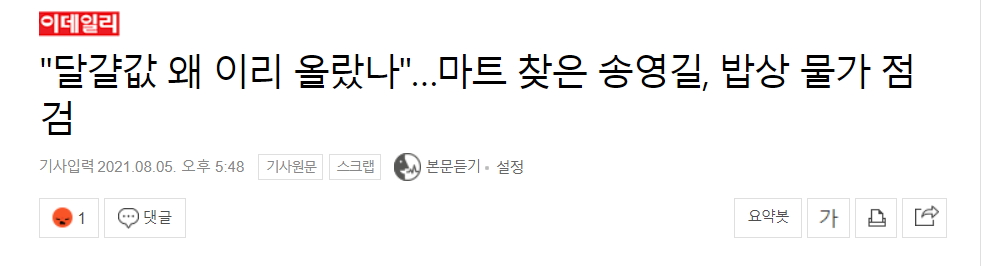 이데일리
"달걀값 왜 이리 올랐나"…마트 찾은 송영길, 밥상 물가 점
검
기사입력 2021.08.05. 오후 5:48 기사원문 스크랩 본문듣기 · 설정
1 댓글 요약봇 가